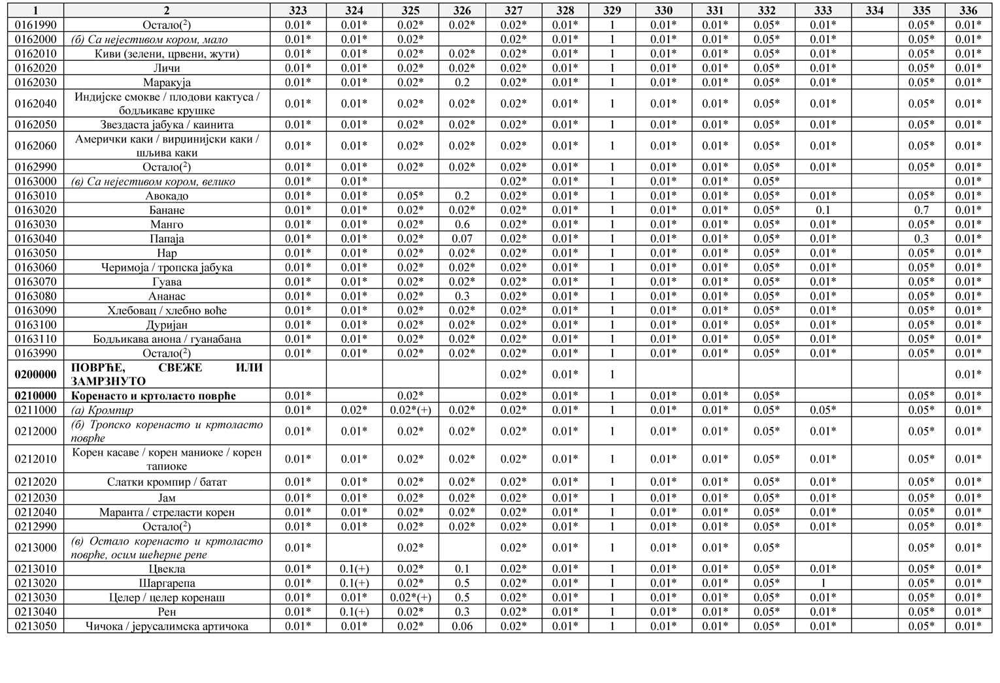 1 2 323 324 325 326 327 328 329 330 331 332 333 334 335 336
0161990 Остало(2) 0.01* 0.01* 0.02* 0.02* 0.02* 0.01* 1 0.01* 0.01* 0.05* 0.01* 0.05* 0.01*
0162000 (б) Са нејестивом кором, мало 0.01* 0.01* 0.02* 0.02* 0.01* 1 0.01* 0.01* 0.05* 0.01* 0.05* 0.01*
0162010 Киви (зелени, црвени, жути) 0.01* 0.01* 0.02* 0.02* 0.02* 0.01* 1 0.01* 0.01* 0.05* 0.01* 0.05* 0.01*
0162020 Личи 0.01* 0.01* 0.02* 0.02* 0.02* 0.01* 1 0.01* 0.01* 0.05* 0.01* 0.05* 0.01*
0162030 Маракуја 0.01* 0.01* 0.02* 0.2 0.02* 0.01* 1 0.01* 0.01* 0.05* 0.01* 0.05* 0.01*
0162040 Индијске смокве / плодови кактуса /
бодљикаве крушке 0.01* 0.01* 0.02* 0.02* 0.02* 0.01* 1 0.01* 0.01* 0.05* 0.01* 0.05* 0.01*
0162050 Звездаста јабука / каинита 0.01* 0.01* 0.02* 0.02* 0.02* 0.01* 1 0.01* 0.01* 0.05* 0.01* 0.05* 0.01*
0162060 Амерички каки / вирџинијски каки /
шљива каки 0.01* 0.01* 0.02* 0.02* 0.02* 0.01* 1 0.01* 0.01* 0.05* 0.01* 0.05* 0.01*
0162990 Остало(2) 0.01* 0.01* 0.02* 0.02* 0.02* 0.01* 1 0.01* 0.01* 0.05* 0.01* 0.05* 0.01*
0163000 (в) Са нејестивом кором, велико 0.01* 0.01* 0.02* 0.01* 1 0.01* 0.01* 0.05* 0.01*
0163010 Авокадо 0.01* 0.01* 0.05* 0.2 0.02* 0.01* 1 0.01* 0.01* 0.05* 0.01* 0.05* 0.01*
0163020 Банане 0.01* 0.01* 0.02* 0.02* 0.02* 0.01* 1 0.01* 0.01* 0.05* 0.1 0.7 0.01*
0163030 Манго 0.01* 0.01* 0.02* 0.6 0.02* 0.01* 1 0.01* 0.01* 0.05* 0.01* 0.05* 0.01*
0163040 Папаја 0.01* 0.01* 0.02* 0.07 0.02* 0.01* 1 0.01* 0.01* 0.05* 0.01* 0.3 0.01*
0163050 Нар 0.01* 0.01* 0.02* 0.02* 0.02* 0.01* 1 0.01* 0.01* 0.05* 0.01* 0.05* 0.01*
0163060 Черимоја / тропска јабука 0.01* 0.01* 0.02* 0.02* 0.02* 0.01* 1 0.01* 0.01* 0.05* 0.01* 0.05* 0.01*
0163070 Гуава 0.01* 0.01* 0.02* 0.02* 0.02* 0.01* 1 0.01* 0.01* 0.05* 0.01* 0.05* 0.01*
0163080 Ананас 0.01* 0.01* 0.02* 0.3 0.02* 0.01* 1 0.01* 0.01* 0.05* 0.01* 0.05* 0.01*
0163090 Хлебовац / хлебно воће 0.01* 0.01* 0.02* 0.02* 0.02* 0.01* 1 0.01* 0.01* 0.05* 0.01* 0.05* 0.01*
0163100 Дуријан 0.01* 0.01* 0.02* 0.02* 0.02* 0.01* 1 0.01* 0.01* 0.05* 0.01* 0.05* 0.01*
0163110 Бодљикава анона / гуанабана 0.01* 0.01* 0.02* 0.02* 0.02* 0.01* 1 0.01* 0.01* 0.05* 0.01* 0.05* 0.01*
0163990 Остало(2) 0.01* 0.01* 0.02* 0.02* 0.02* 0.01* 1 0.01* 0.01* 0.05* 0.01* 0.05* 0.01*
0200000 ПОВРЋЕ, СВЕЖЕ ИЛИ
ЗАМРЗНУТО 0.02* 0.01* 1 0.01*
0210000 Коренасто и кртоласто поврће 0.01* 0.02* 0.02* 0.01* 1 0.01* 0.01* 0.05* 0.05* 0.01*
0211000 (а) Кромпир 0.01* 0.02* 0.02*(+) 0.02* 0.02* 0.01* 1 0.01* 0.01* 0.05* 0.05* 0.05* 0.01*
0212000 (б) Тропско коренасто и кртоласто
поврће 0.01* 0.01* 0.02* 0.02* 0.02* 0.01* 1 0.01* 0.01* 0.05* 0.01* 0.05* 0.01*
0212010 Корен касаве / корен маниоке / корен
тапиоке 0.01* 0.01* 0.02* 0.02* 0.02* 0.01* 1 0.01* 0.01* 0.05* 0.01* 0.05* 0.01*
0212020 Слатки кромпир / батат 0.01* 0.01* 0.02* 0.02* 0.02* 0.01* 1 0.01* 0.01* 0.05* 0.01* 0.05* 0.01*
0212030 Јам 0.01* 0.01* 0.02* 0.02* 0.02* 0.01* 1 0.01* 0.01* 0.05* 0.01* 0.05* 0.01*
0212040 Маранта / стреласти корен 0.01* 0.01* 0.02* 0.02* 0.02* 0.01* 1 0.01* 0.01* 0.05* 0.01* 0.05* 0.01*
0212990 Остало(2) 0.01* 0.01* 0.02* 0.02* 0.02* 0.01* 1 0.01* 0.01* 0.05* 0.01* 0.05* 0.01*
0213000 (в) Остало коренасто и кртоласто
поврће, осим шећерне репе 0.01* 0.02* 0.02* 0.01* 1 0.01* 0.01* 0.05* 0.05* 0.01*
0213010 Цвекла 0.01* 0.1(+) 0.02* 0.1 0.02* 0.01* 1 0.01* 0.01* 0.05* 0.01* 0.05* 0.01*
0213020 Шаргарепа 0.01* 0.1(+) 0.02* 0.5 0.02* 0.01* 1 0.01* 0.01* 0.05* 1 0.05* 0.01*
0213030 Целер / целер коренаш 0.01* 0.01* 0.02*(+) 0.5 0.02* 0.01* 1 0.01* 0.01* 0.05* 0.01* 0.05* 0.01*
0213040 Рен 0.01* 0.1(+) 0.02* 0.3 0.02* 0.01* 1 0.01* 0.01* 0.05* 0.01* 0.05* 0.01*
0213050 Чичока / јерусалимска артичока 0.01* 0.01* 0.02* 0.06 0.02* 0.01* 1 0.01* 0.01* 0.05* 0.01* 0.05* 0.01*